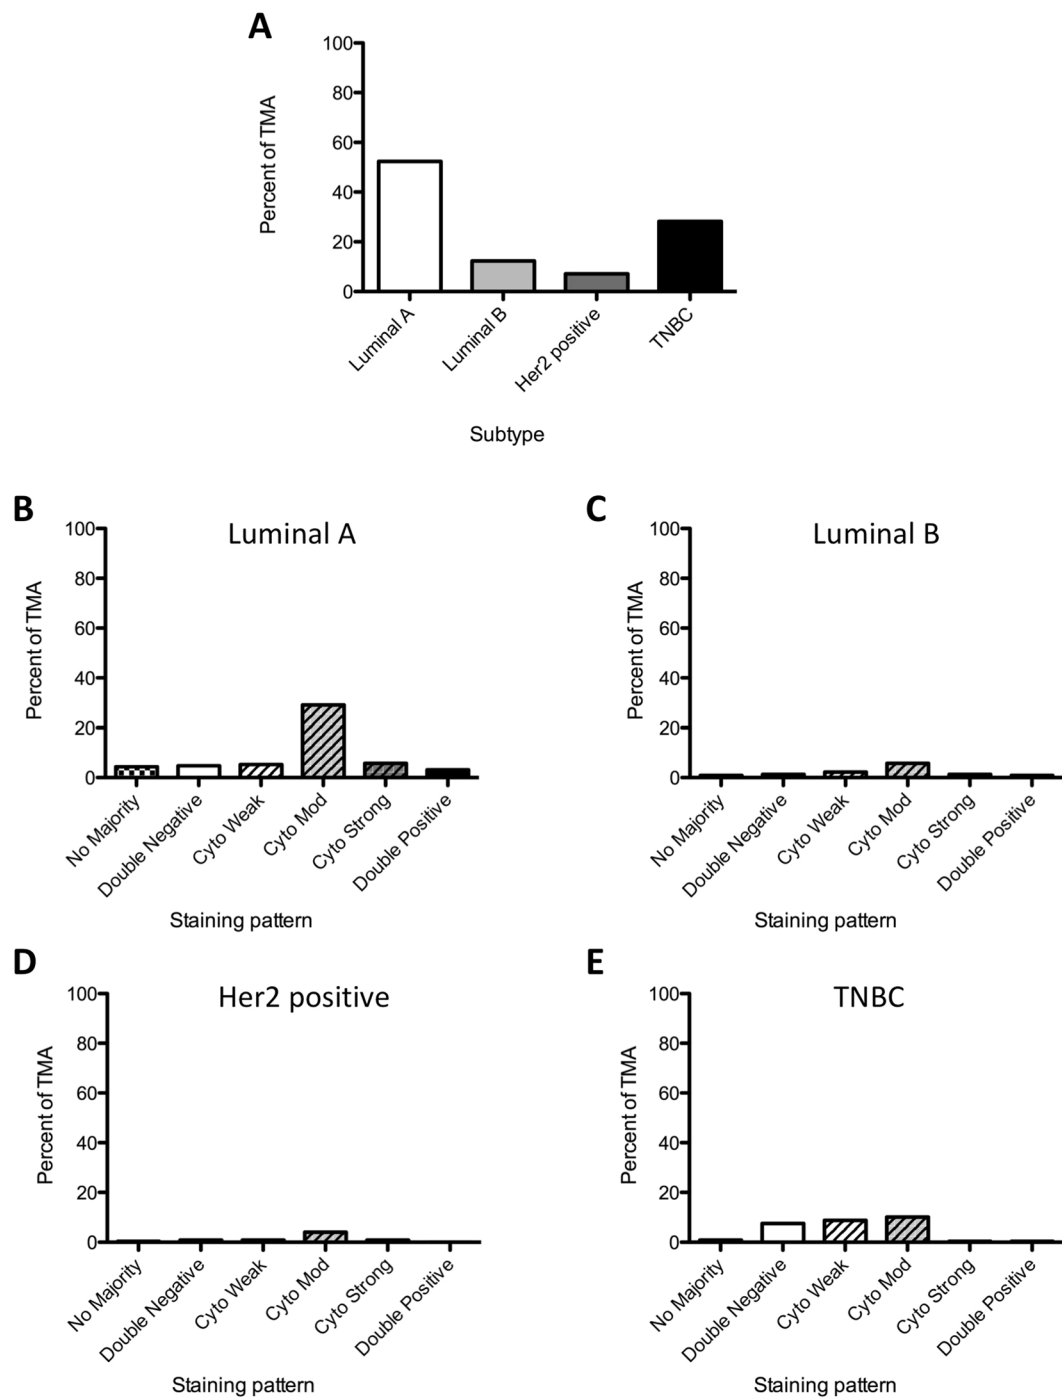 A
Percent of TMA
100
80
60
40
20
0
Luminal A
Luminal B
Her2 positive
TNBC
Subtype
B
Luminal A
Percent of TMA
100
80
60
40
20
0
No Majority
Double Negative
Cyto Weak
Cyto Mod
Cyto Strong
Double Positive
Staining pattern
C
Luminal B
Percent of TMA
100
80
60
40
20
0
No Majority
Double Negative
Cyto Weak
Cyto Mod
Cyto Strong
Double Positive
Staining pattern
D
Her2 positive
Percent of TMA
100
80
60
40
20
0
No Majority
Double Negative
Cyto Weak
Cyto Mod
Cyto Strong
Double Positive
Staining pattern
E
TNBC
Percent of TMA
100
80
60
40
20
0
No Majority
Double Negative
Cyto Weak
Cyto Mod
Cyto Strong
Double Positive
Staining pattern